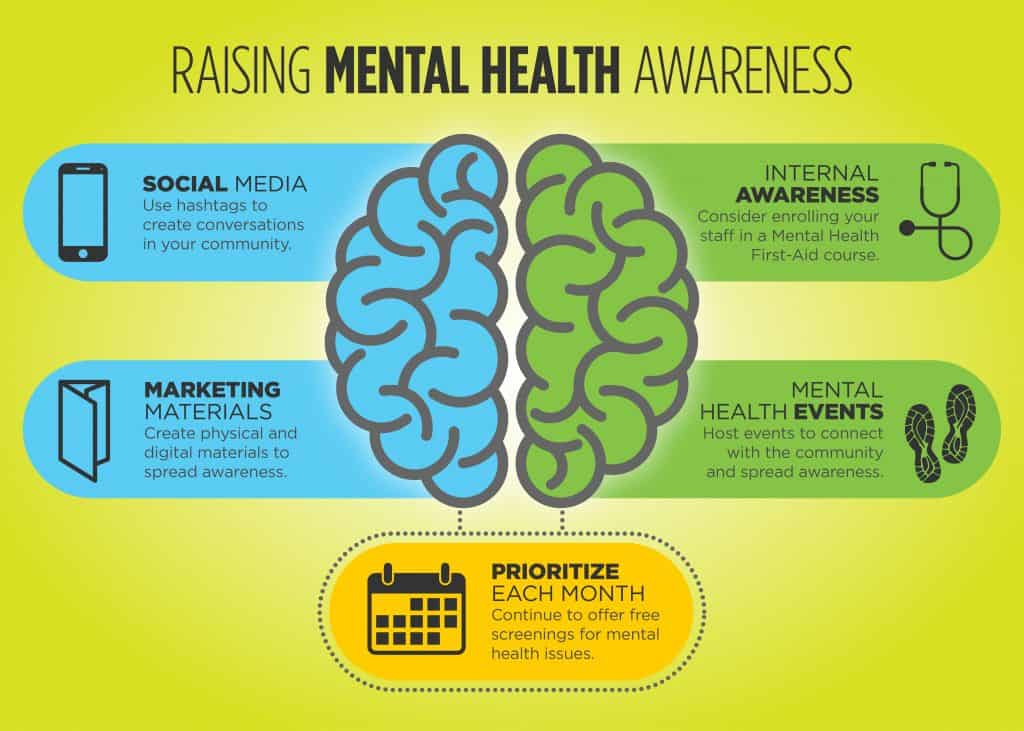 RAISING MENTAL HEALTH AWARENESS
SOCIAL MEDIA
Use hashtags to
create conversations
in your community.
INTERNAL
AWARENESS
Consider enrolling your
staff in a Mental Health
First-Aid course.
MARKETING
MATERIALS
Create physical and
digital materials to
spread awareness.
MENTAL
HEALTH EVENTS
Host events to connect
with the community
and spread awareness.
PRIORITIZE
EACH MONTH
Continue to offer free
screenings for mental
health issues.